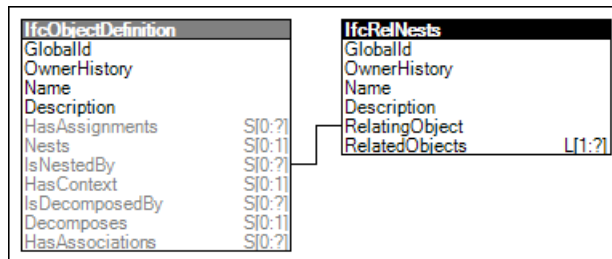 IfcObjectDefinition
GlobalId
OwnerHistory
Name
Description
HasAssignments S[0:?]
Nests S[0:1]
IsNestedBy S[0:?]
HasContext S[0:1]
IsDecomposedBy S[0:?]
Decomposes S[0:1]
HasAssociations S[0:?]
IfcRelNests
GlobalId
OwnerHistory
Name
Description
RelatingObject
RelatedObjects L[1:?]